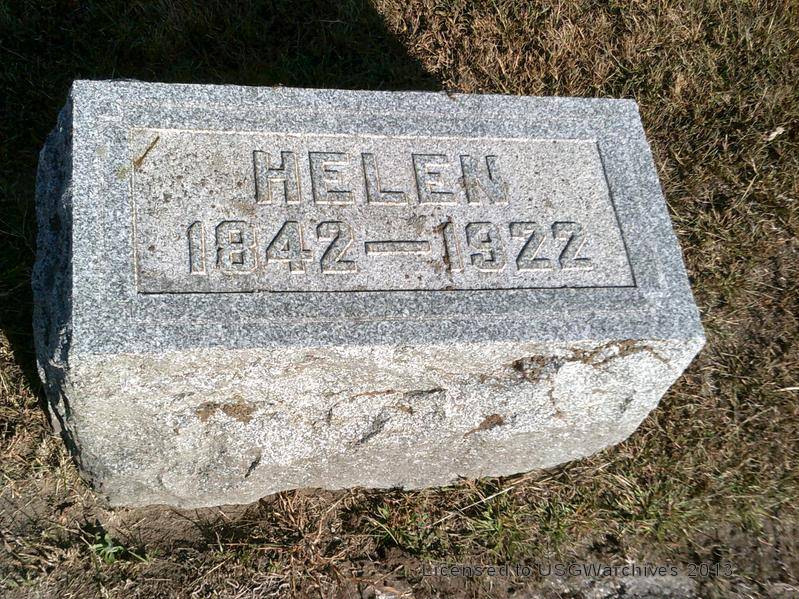 HELEN
1842—1922
Licensed to USGWarchives 2013